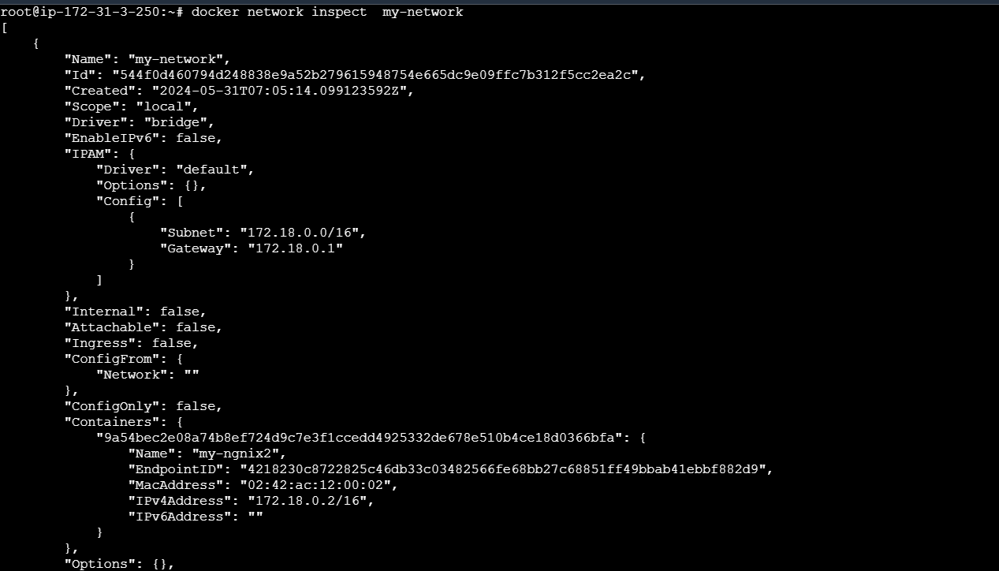 root@ip-172-31-3-250:~# docker network inspect  my-network
[
    {
        "Name": "my-network",
        "Id": "544f0d460794d248838e9a52b279615948754e665dc9e09ffc7b312f5cc2ea2c",
        "Created": "2024-05-31T07:05:14.099123592Z",
        "Scope": "local",
        "Driver": "bridge",
        "EnableIPv6": false,
        "IPAM": {
            "Driver": "default",
            "Options": {},
            "Config": [
                {
                    "Subnet": "172.18.0.0/16",
                    "Gateway": "172.18.0.1"
                }
            ]
        },
        "Internal": false,
        "Attachable": false,
        "Ingress": false,
        "ConfigFrom": {
            "Network": ""
        },
        "ConfigOnly": false,
        "Containers": {
            "9a54bec2e08a74b8ef724d9c7e3f1ccedd4925332de678e510b4ce18d0366bfa": {
                "Name": "my-ngnix2",
                "EndpointID": "4218230c8722825c46db33c03482566fe68bb27c68851ff49bbab41ebbf882d9",
                "MacAddress": "02:42:ac:12:00:02",
                "IPv4Address": "172.18.0.2/16",
                "IPv6Address": ""
            }
        },
        "Options": {},